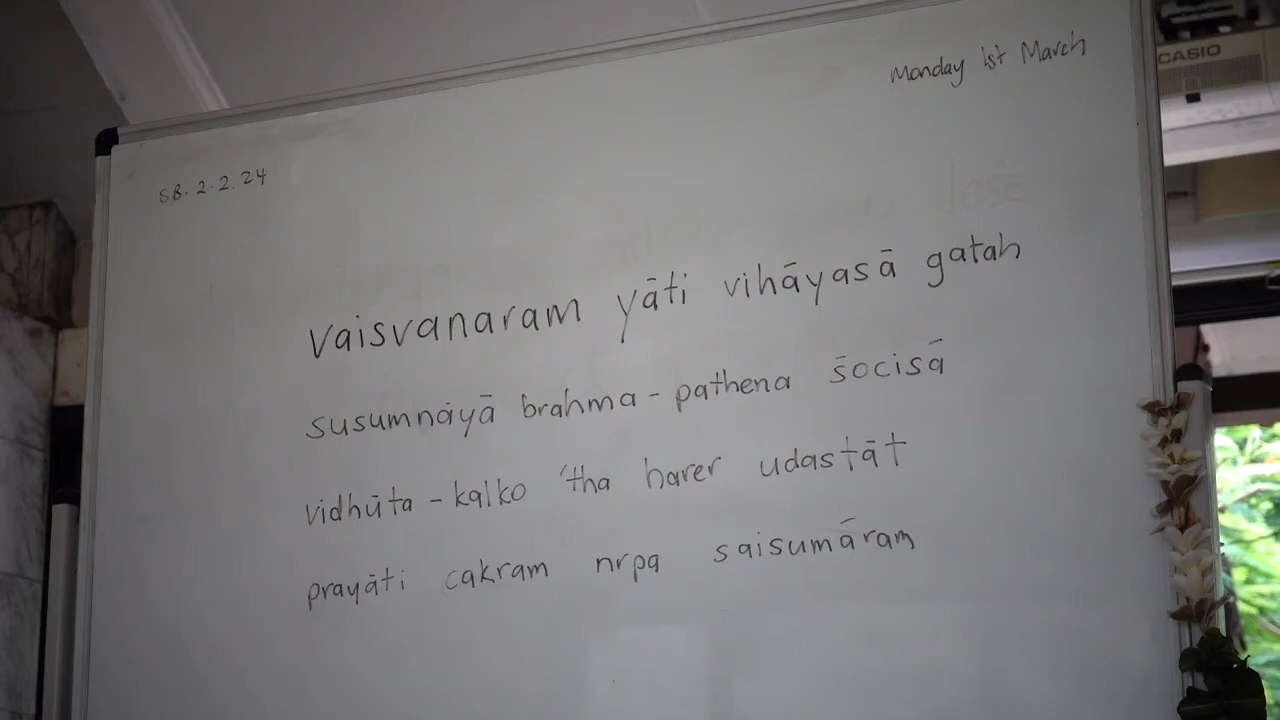 Monday 1st March
CASIO
SB. 2.2.24
vaisvanaram yāti vihāyasā gatah
susumnayā brahma - pathena śocisā
vidhūta - kalko 'tha harer udastāt
prayāti cakram nrpa saisumāram